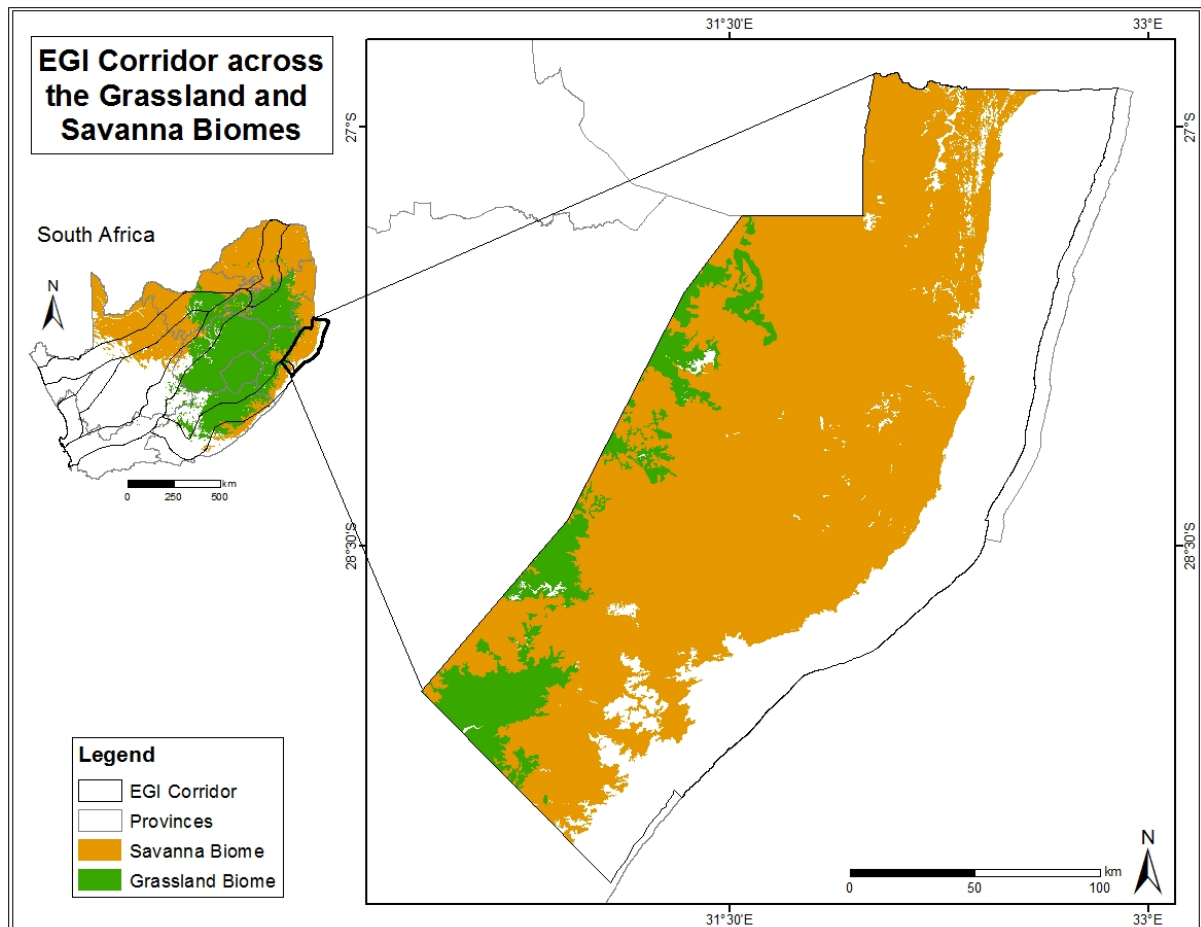 EGI Corridor across
the Grassland and
Savanna Biomes
31°30'E
33°E
27°S
27°S
South Africa
N
0 250 500 km
28°30'S
28°30'S
Legend
EGI Corridor
Provinces
Savanna Biome
Grassland Biome
km
0 50 100
N
31°30'E
33°E